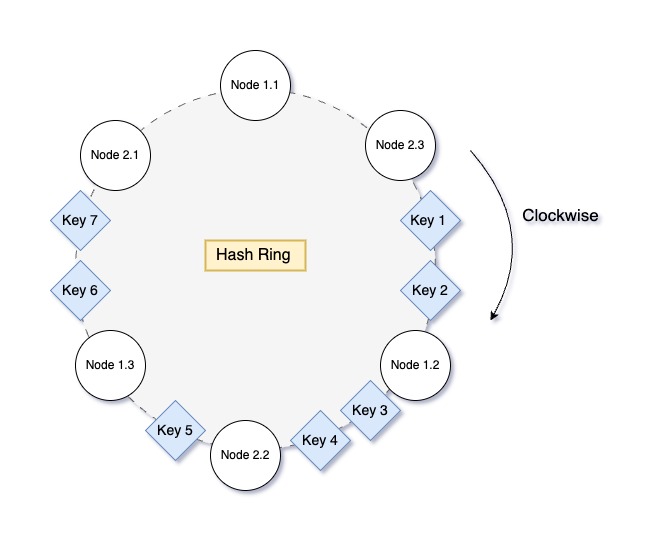 Node 1.1
Node 2.3
Node 2.1
Key 7
Key 1
Clockwise
Hash Ring
Key 6
Key 2
Node 1.3
Node 1.2
Key 3
Key 5
Key 4
Node 2.2